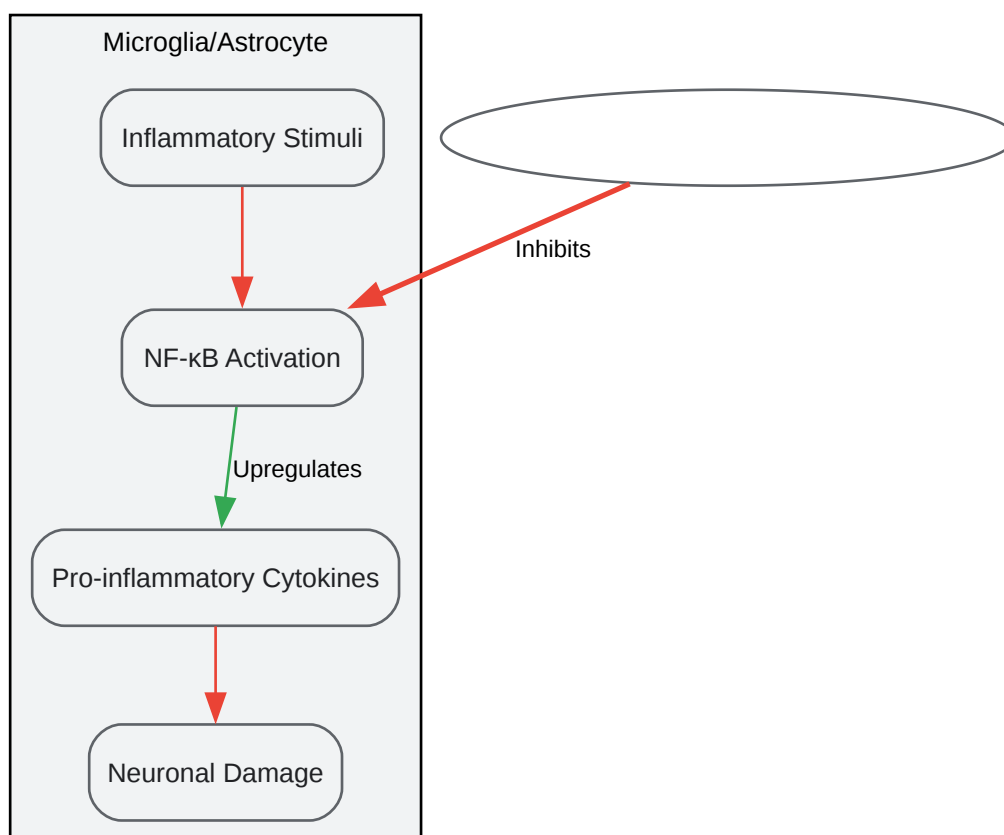 Microglia/Astrocyte
Inflammatory Stimuli
Inhibits
NF-κB Activation
Upregulates
Pro-inflammatory Cytokines
Neuronal Damage